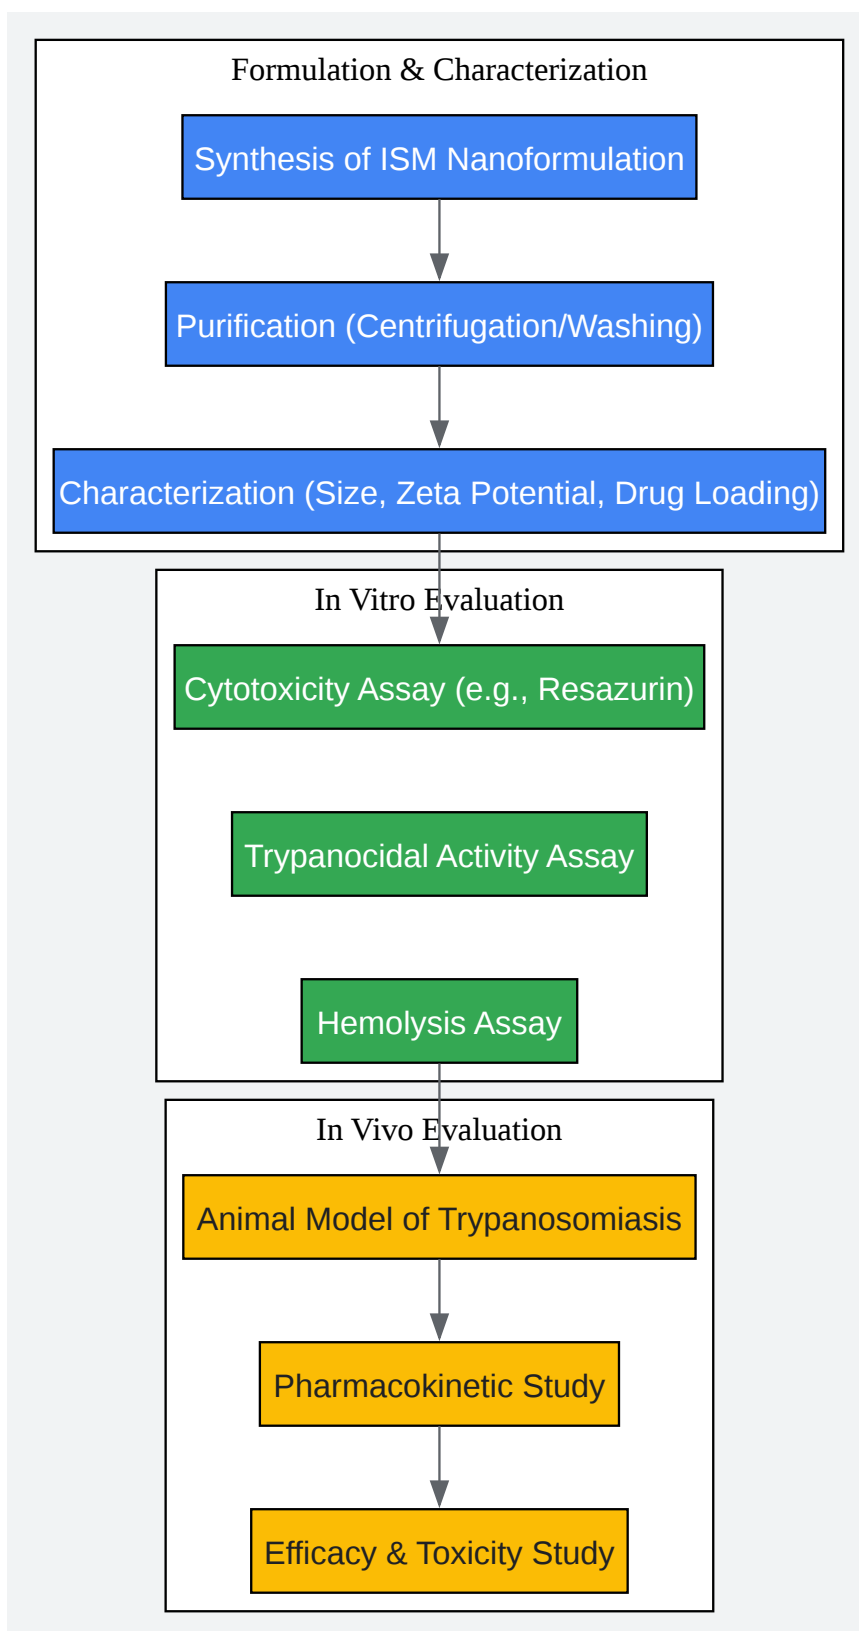 Formulation & Characterization
Synthesis of ISM Nanoformulation
Purification (Centrifugation/Washing)
Characterization (Size, Zeta Potential, Drug Loading)
In Vitro Evaluation
Cytotoxicity Assay (e.g., Resazurin)
Trypanocidal Activity Assay
Hemolysis Assay
In Vivo Evaluation
Animal Model of Trypanosomiasis
Pharmacokinetic Study
Efficacy & Toxicity Study